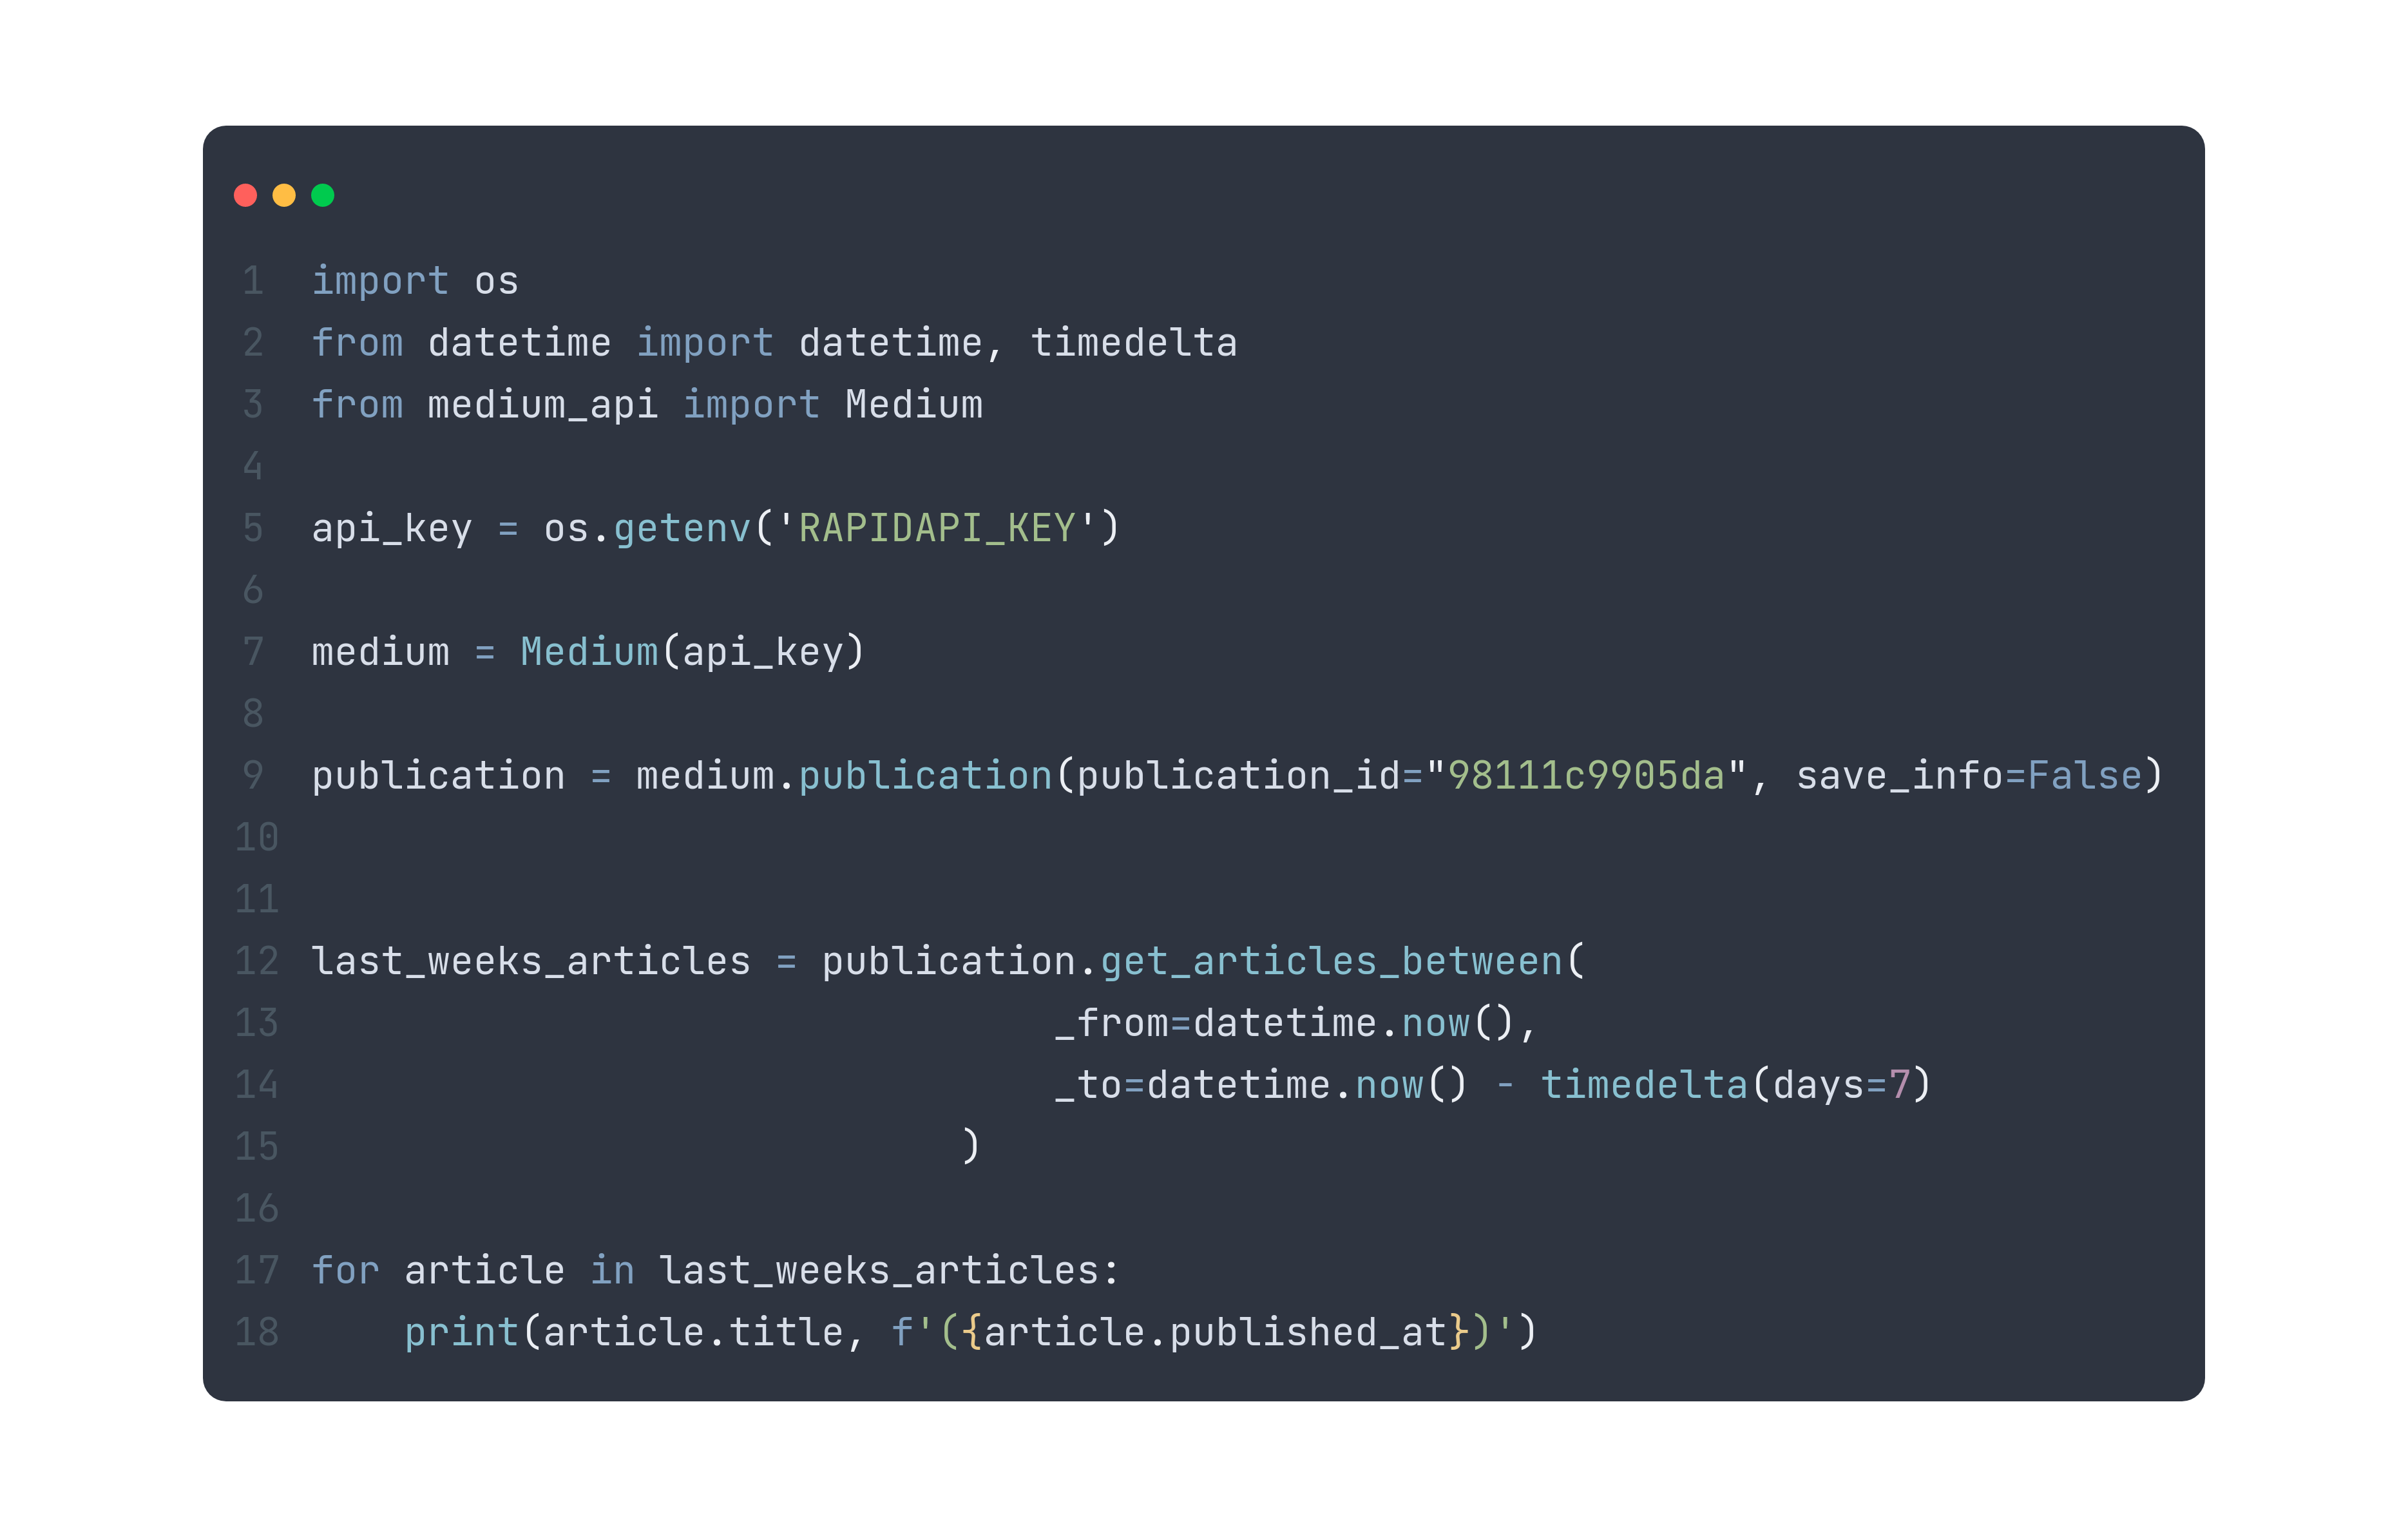 1 import os
2 from datetime import datetime, timedelta
3 from medium_api import Medium
4
5 api_key = os.getenv('RAPIDAPI_KEY')
6
7 medium = Medium(api_key)
8
9 publication = medium.publication(publication_id="98111c9905da", save_info=False)
10
11
12 last_weeks_articles = publication.get_articles_between(
13                                 _from=datetime.now(),
14                                 _to=datetime.now() - timedelta(days=7)
15                             )
16
17 for article in last_weeks_articles:
18     print(article.title, f'({article.published_at})')